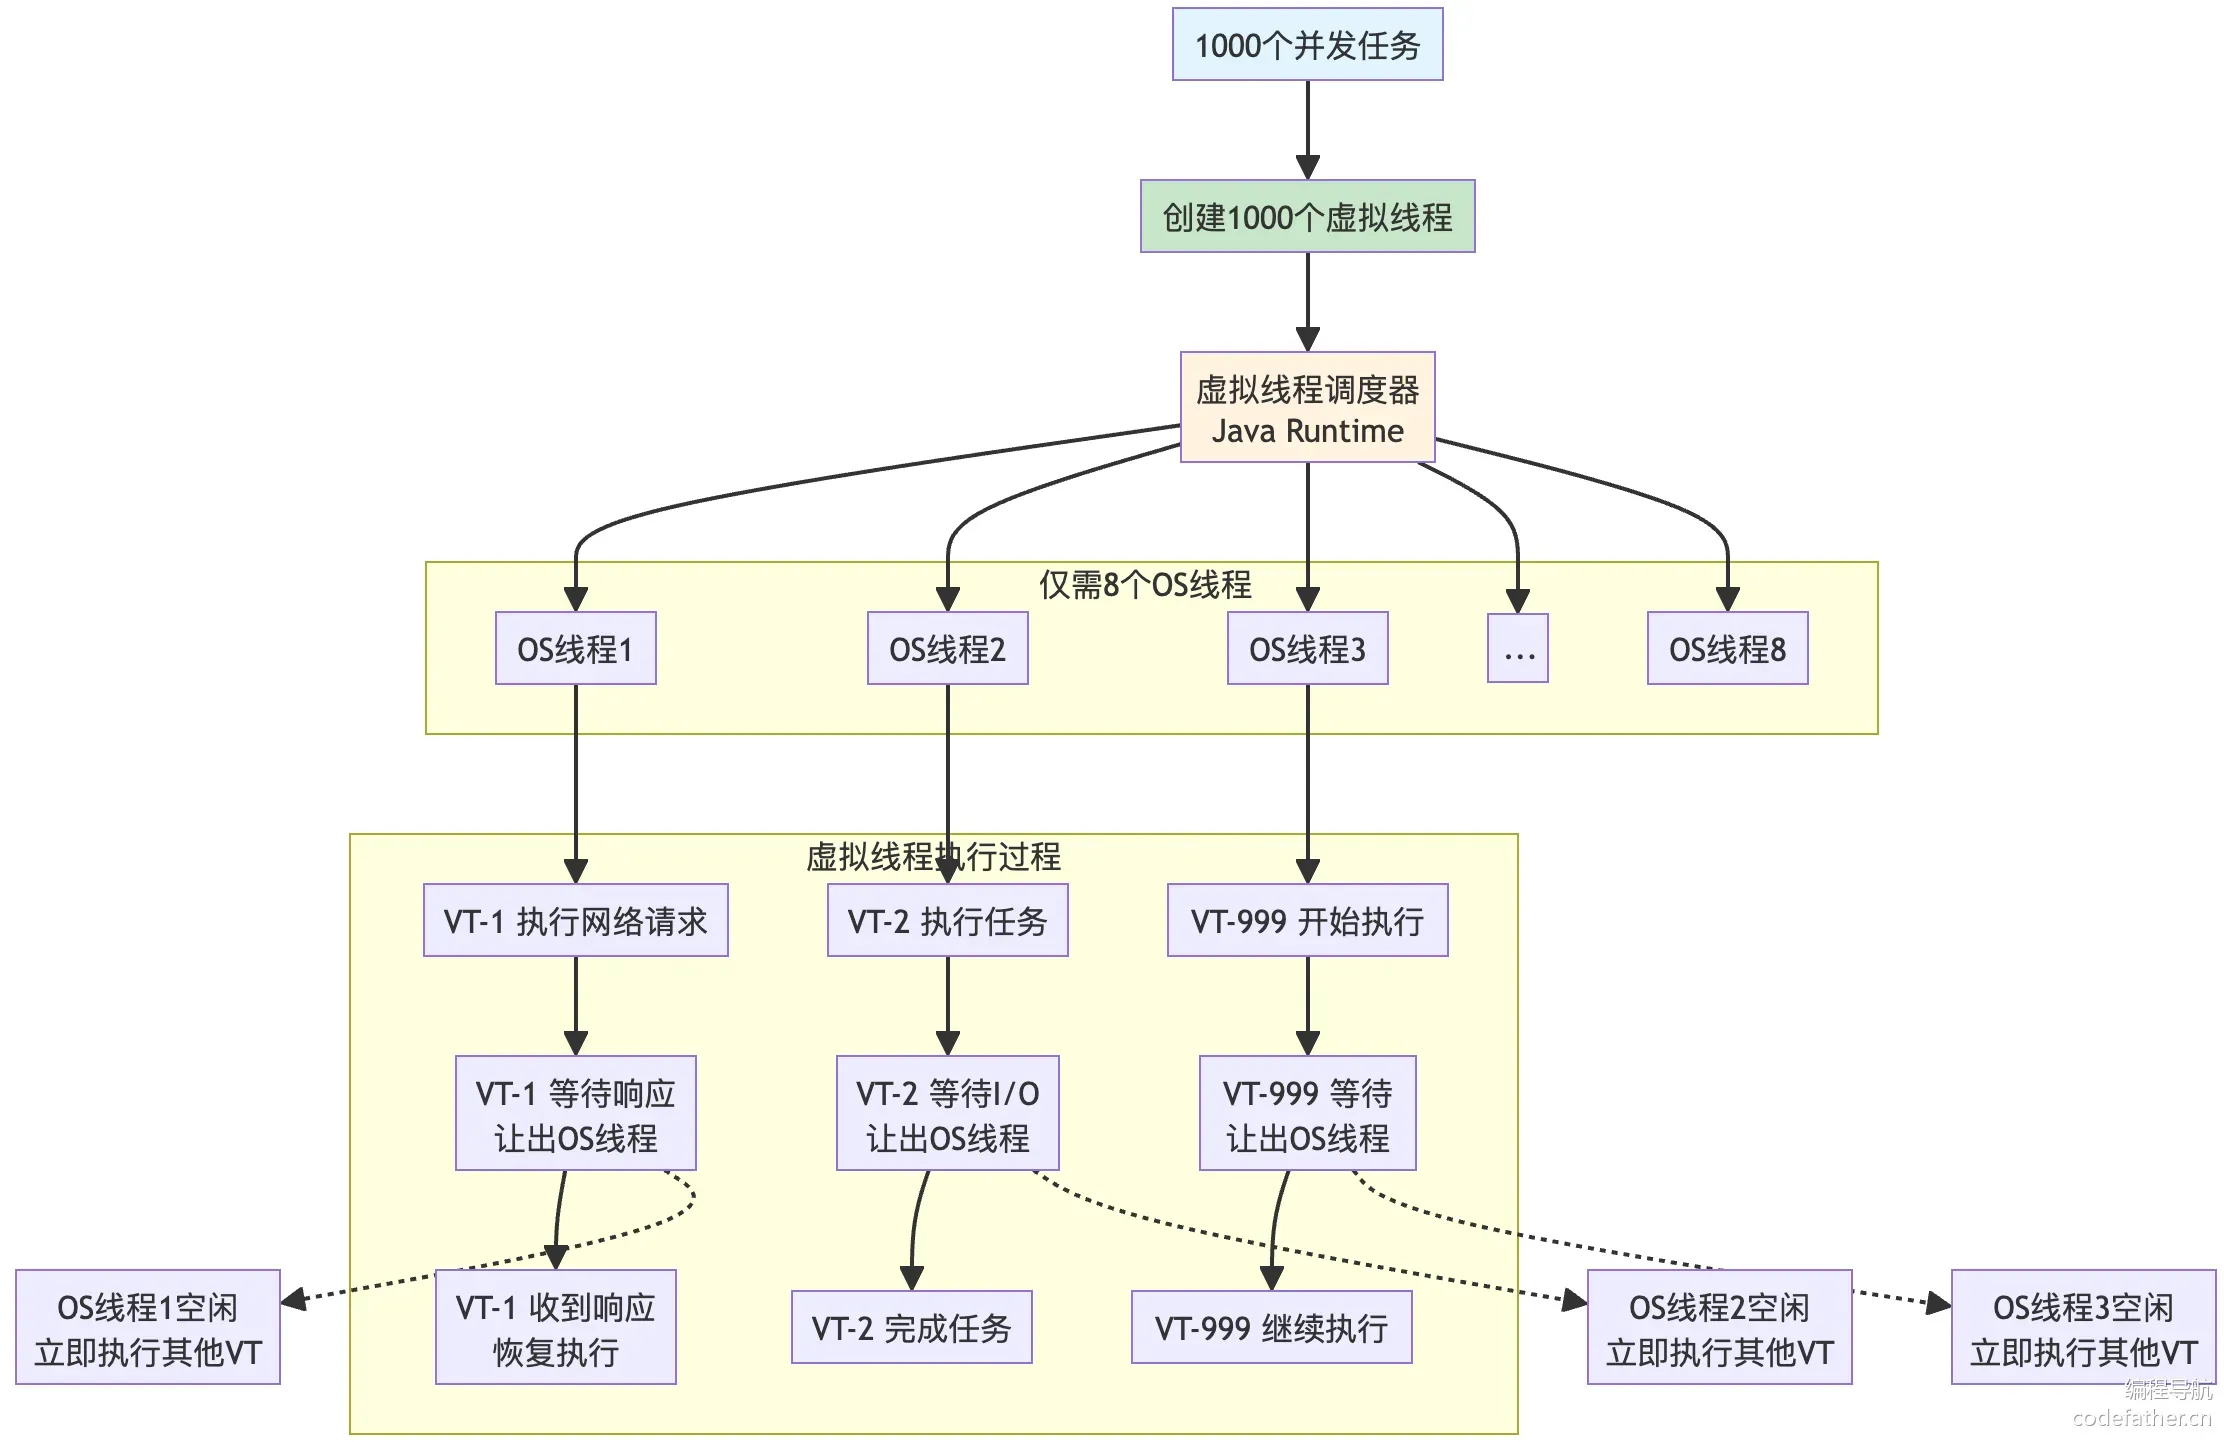 1000个并发任务
创建1000个虚拟线程
虚拟线程调度器
Java Runtime
仅需8个OS线程
OS线程1
OS线程2
OS线程3
...
OS线程8
虚拟线程执行过程
VT-1 执行网络请求
VT-2 执行任务
VT-999 开始执行
VT-1 等待响应
让出OS线程
VT-2 等待I/O
让出OS线程
VT-999 等待
让出OS线程
OS线程1空闲
立即执行其他VT
VT-1 收到响应
恢复执行
VT-2 完成任务
VT-999 继续执行
OS线程2空闲
立即执行其他VT
OS线程3空闲
立即执行其他VT
编程导航
codefather.cn